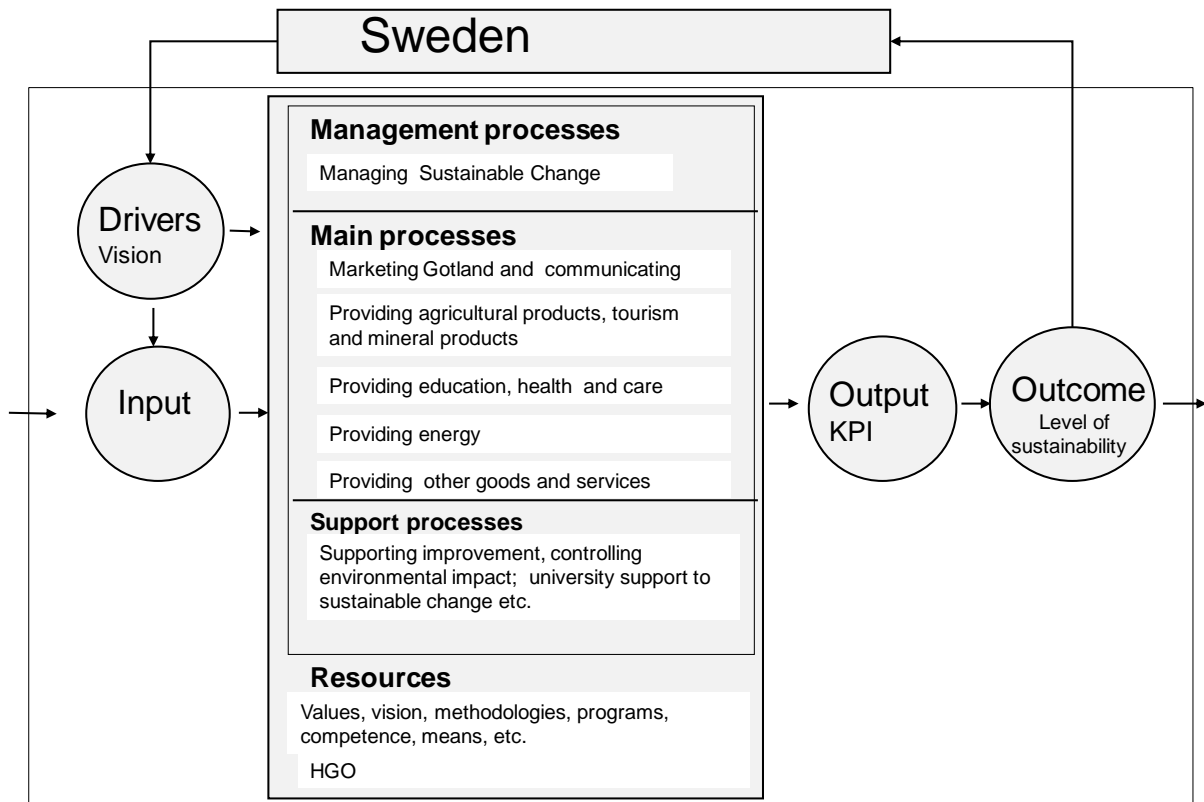 Sweden
Drivers
Vision
Input
Management processes
Managing Sustainable Change
Main processes
Marketing Gotland and communicating
Providing agricultural products, tourism
and mineral products
Providing education, health and care
Providing energy
Providing other goods and services
Support processes
Supporting improvement, controlling
environmental impact; university support to
sustainable change etc.
Resources
Values, vision, methodologies, programs,
competence, means, etc.
HGO
Output
KPI
Outcome
Level of
sustainability